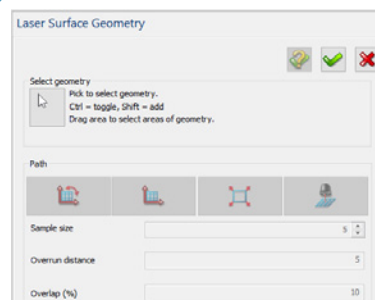 Laser Surface Geometry
Select geometry
Pick to select geometry.
Ctrl = toggle, Shift = add
Drag area to select areas of geometry.
Path
Sample size 5
Overrun distance 5
Overlap (%) 10